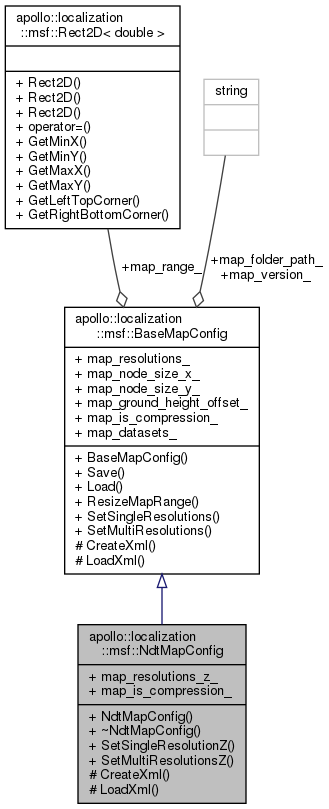 apollo::localization
::msf::Rect2D< double >
+ Rect2D()
+ Rect2D()
+ Rect2D()
+ operator=()
+ GetMinX()
+ GetMinY()
+ GetMaxX()
+ GetMaxY()
+ GetLeftTopCorner()
+ GetRightBottomCorner()
string
+map_range_
+map_folder_path_
+map_version_
apollo::localization
::msf::BaseMapConfig
+ map_resolutions_
+ map_node_size_x_
+ map_node_size_y_
+ map_ground_height_offset_
+ map_is_compression_
+ map_datasets_
+ BaseMapConfig()
+ Save()
+ Load()
+ ResizeMapRange()
+ SetSingleResolutions()
+ SetMultiResolutions()
# CreateXml()
# LoadXml()
apollo::localization
::msf::NdtMapConfig
+ map_resolutions_z_
+ map_is_compression_
+ NdtMapConfig()
+ ~NdtMapConfig()
+ SetSingleResolutionZ()
+ SetMultiResolutionsZ()
# CreateXml()
# LoadXml()